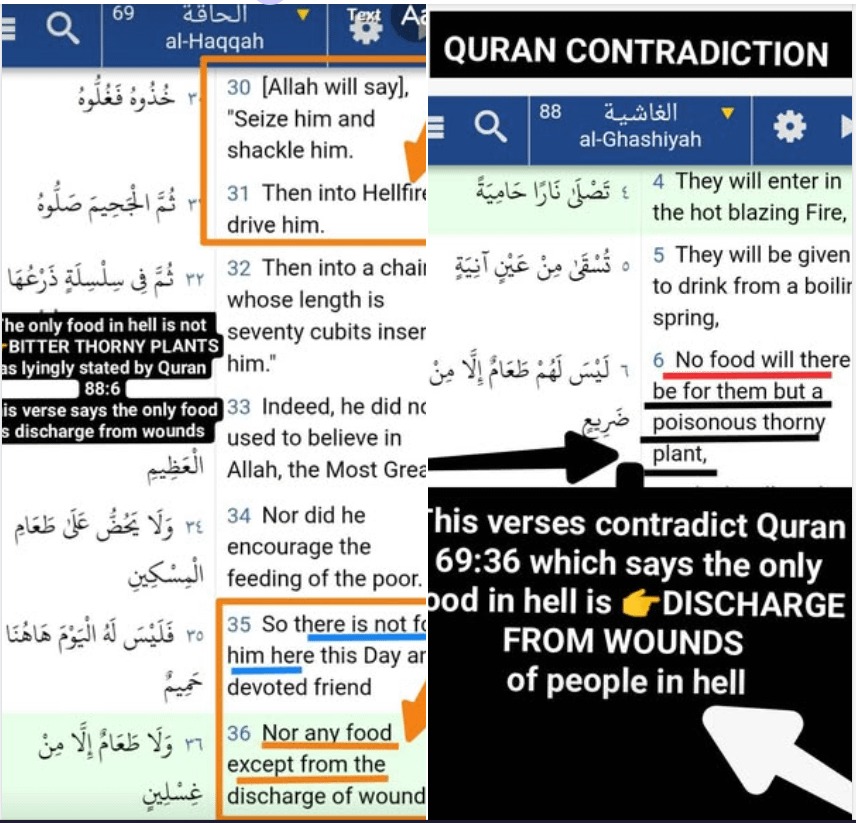 69
الحاقة
al-Haqqah
Text
٣٠ خُذُوهُ فَغُلُّوهُ
30 [Allah will say],
"Seize him and
shackle him.
ثُمَّ الْجَحِيمَ صَلُّوهُ
31 Then into Hellfire
drive him.
٣٢ ثُمَّ فِي سِلْسِلَةٍ ذَرْعُهَا
32 Then into a chain
whose length is
seventy cubits inser
him."
he only food in hell is not
BITTER THORNY PLANTS
as lyingly stated by Quran
88:6
is verse says the only food
s discharge from wounds
33 Indeed, he did no
used to believe in
Allah, the Most Grea
الْعَظِيمِ
٣٤ وَلَا يَحُضُّ عَلَىٰ طَعَامِ
الْمِسْكِينِ
34 Nor did he
encourage the
feeding of the poor.
٣٥ فَلَيْسَ لَهُ الْيَوْمَ هَاهُنَا
حَمِيمٌ
35 So there is not fo
him here this Day an
devoted friend
٣٦ وَلَا طَعَامٌ إِلَّا مِنْ
غِسْلِينٍ
36 Nor any food
except from the
discharge of wound
QURAN CONTRADICTION
88
الغاشية
al-Ghashiyah
٤ تَصْلَىٰ نَارًا حَامِيَةً
4 They will enter in
the hot blazing Fire,
٥ تُسْقَىٰ مِنْ عَيْنٍ آنِيَةٍ
5 They will be given
to drink from a boilin
spring,
٦ لَيْسَ لَهُمْ طَعَامٌ إِلَّا مِنْ
ضَرِيعٍ
6 No food will there
be for them but a
poisonous thorny
plant,
This verses contradict Quran
69:36 which says the only
ood in hell is 👉DISCHARGE
FROM WOUNDS
of people in hell